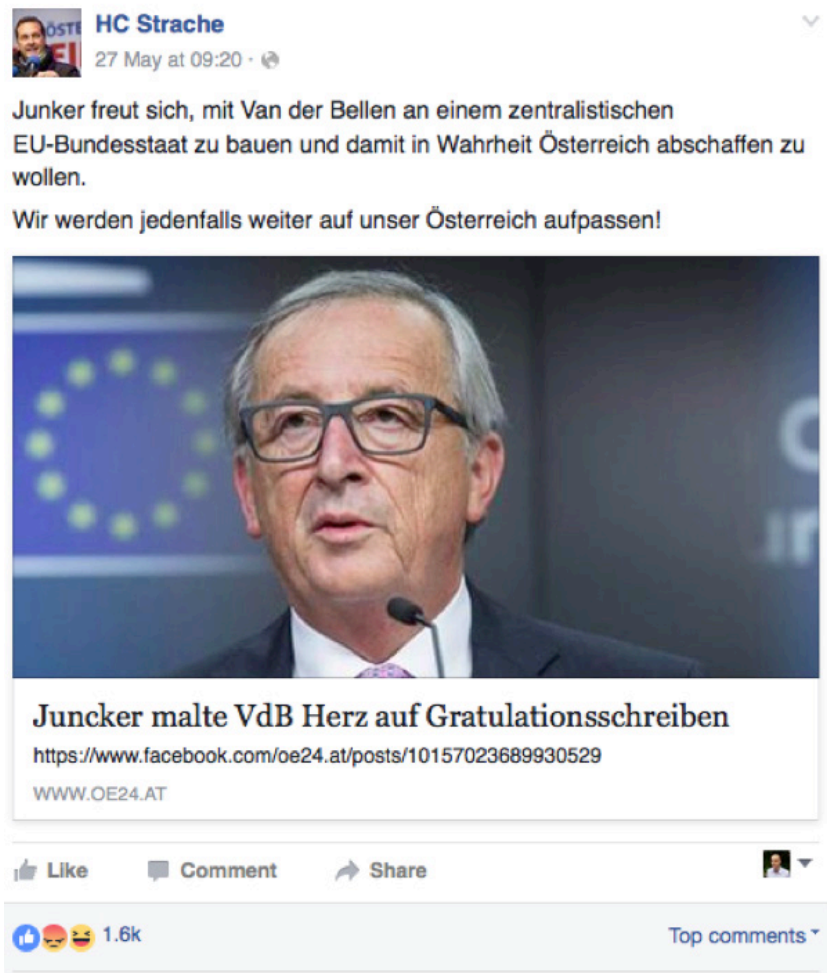 HC Strache
27 May at 09:20 ·
Junker freut sich, mit Van der Bellen an einem zentralistischen
EU-Bundesstaat zu bauen und damit in Wahrheit Österreich abschaffen zu
wollen.
Wir werden jedenfalls weiter auf unser Österreich aufpassen!
Juncker malte VdB Herz auf Gratulationsschreiben
https://www.facebook.com/oe24.at/posts/10157023689930529
WWW.OE24.AT
Like Comment Share
1.6k Top comments